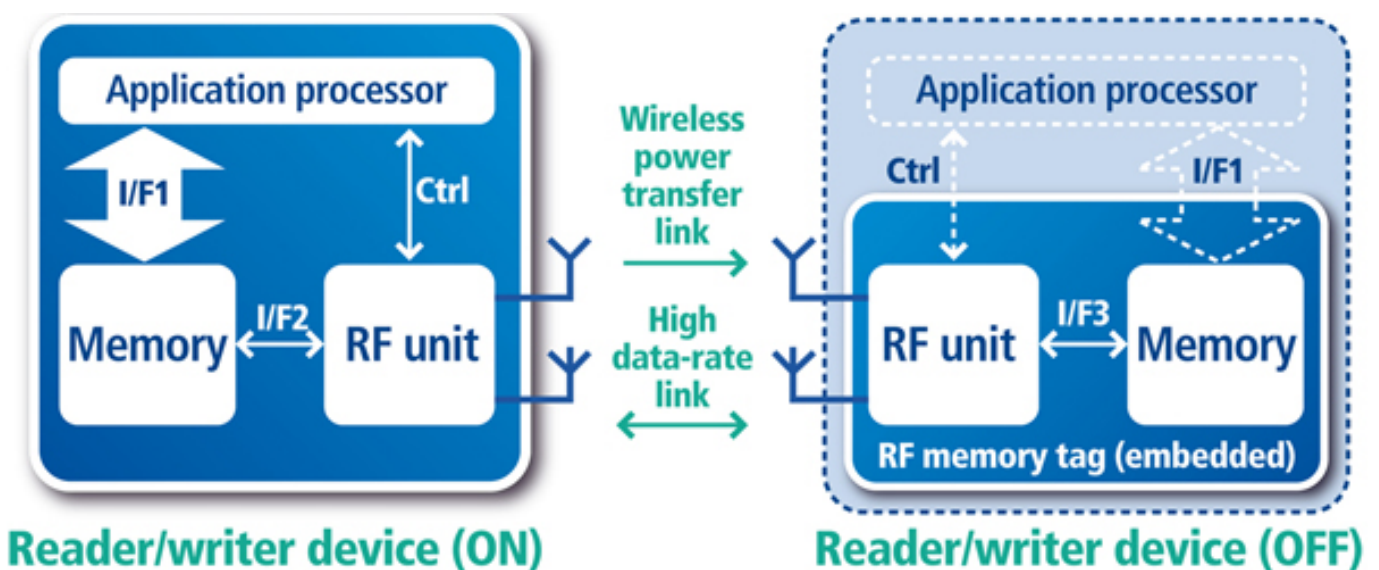 Application processor
I/F1
Ctrl
Memory
I/F2
RF unit
Reader/writer device (ON)
Wireless
power
transfer
link
High
data-rate
link
Application processor
Ctrl
I/F1
RF unit
I/F3
Memory
RF memory tag (embedded)
Reader/writer device (OFF)